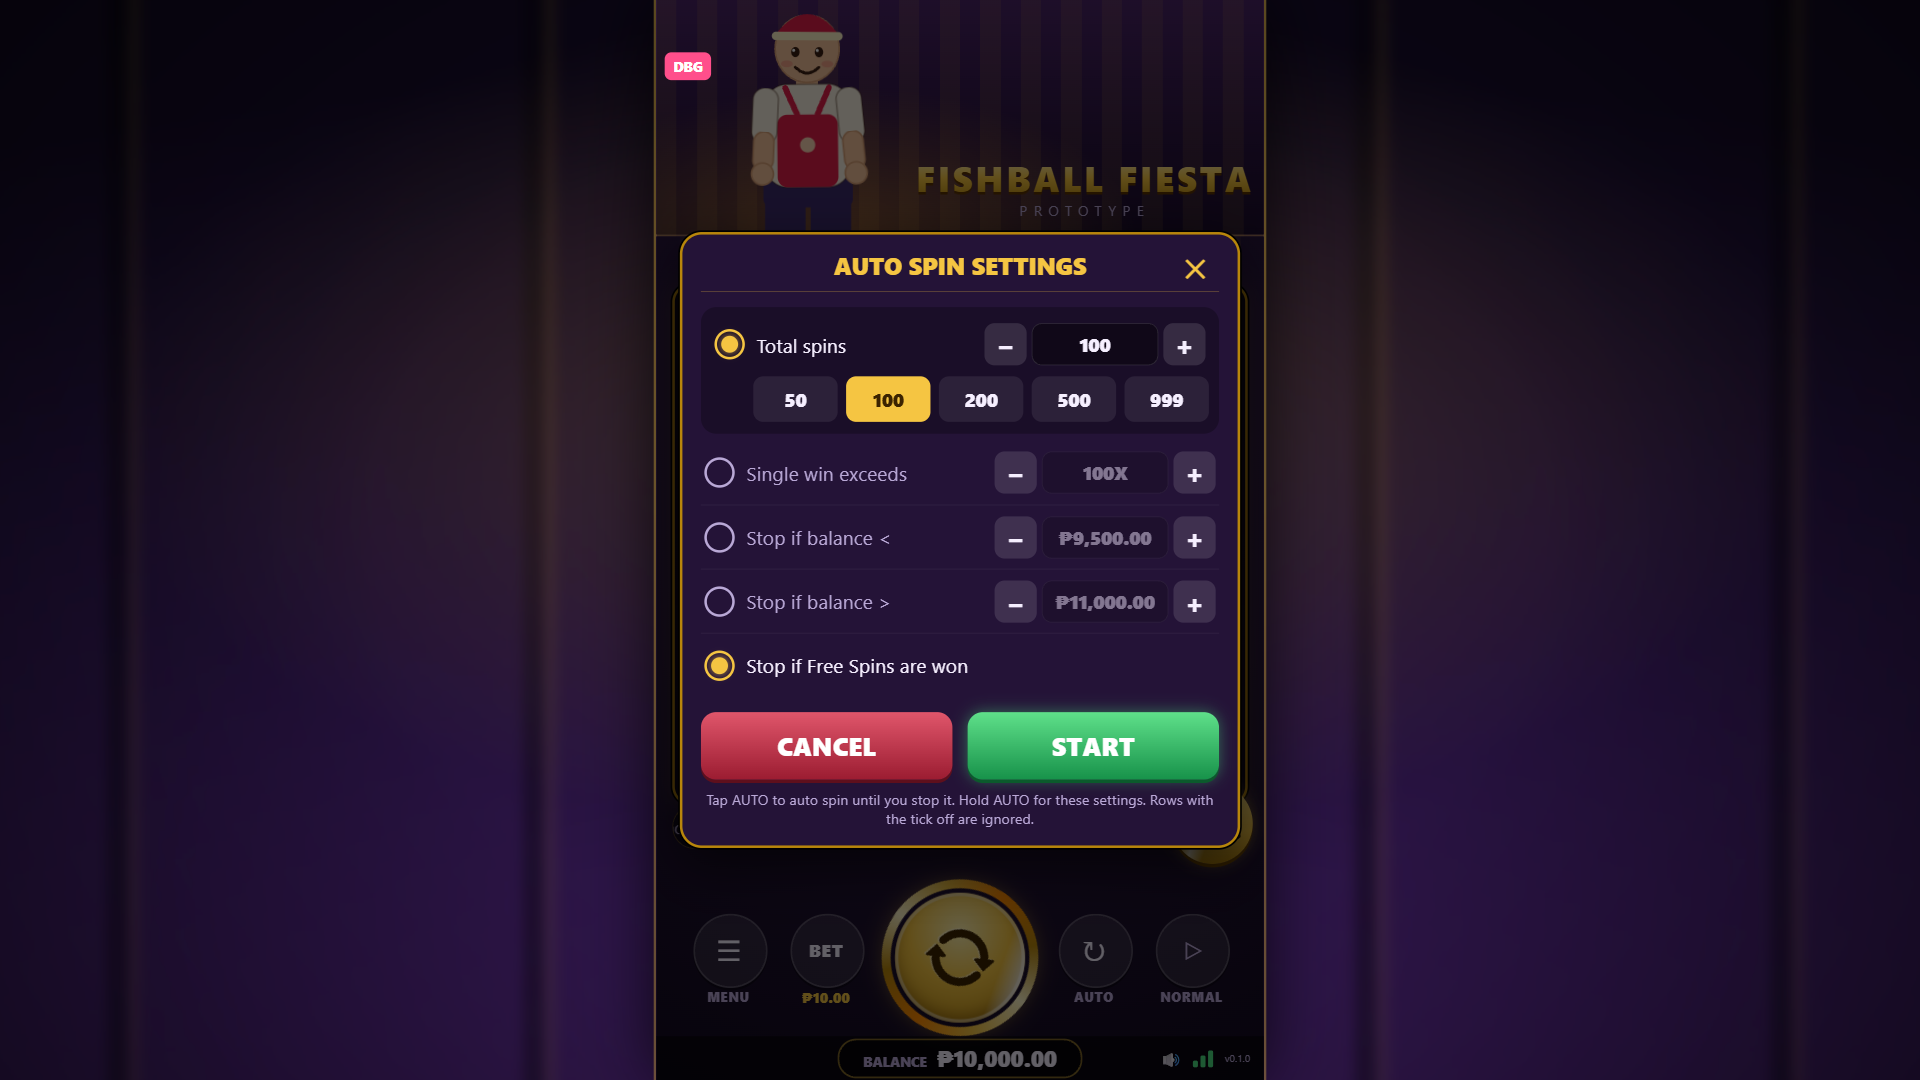 DBG
FISHBALL FIESTA
PROTOTYPE
AUTO SPIN SETTINGS
Total spins
−
100
+
50
100
200
500
999
Single win exceeds
−
100X
+
Stop if balance <
−
₱9,500.00
+
Stop if balance >
−
₱11,000.00
+
Stop if Free Spins are won
CANCEL
START
Tap AUTO to auto spin until you stop it. Hold AUTO for these settings. Rows with
the tick off are ignored.
BET
MENU
₱10.00
AUTO
NORMAL
BALANCE ₱10,000.00
v0.1.0